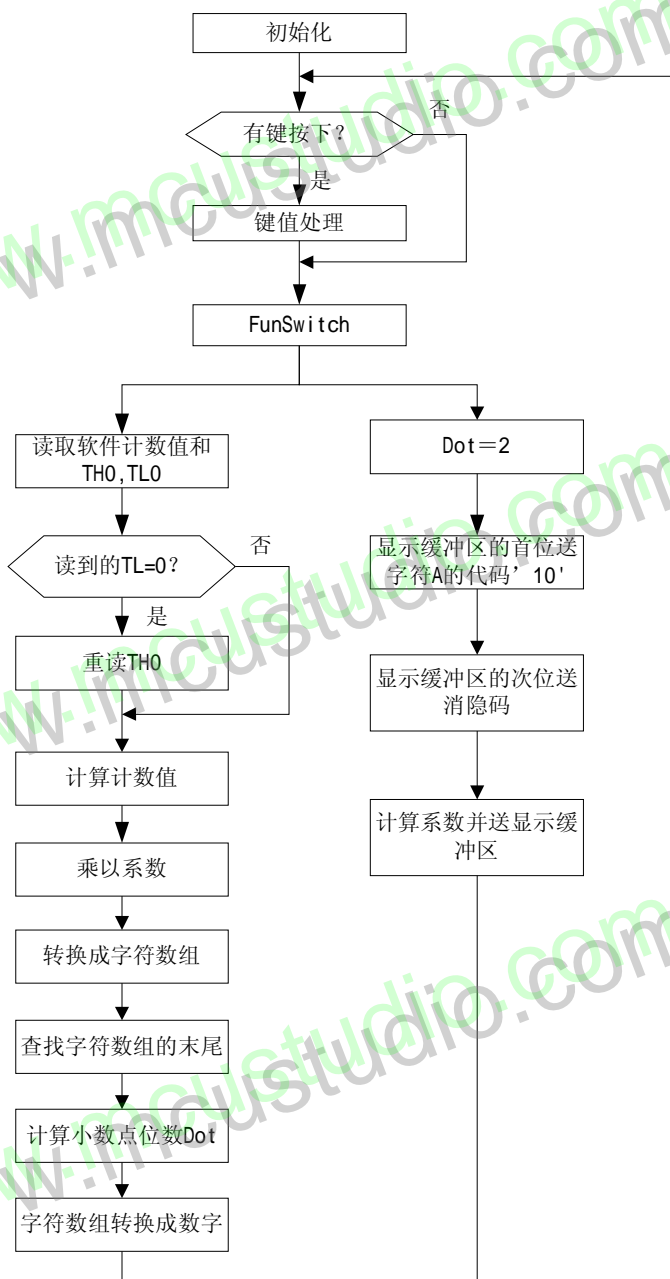 初始化
有键按下?
否
是
键值处理
FunSwitch
读取软件计数值和
TH0,TL0
读到的TL=0?
否
是
重读TH0
计算计数值
乘以系数
转换成字符数组
查找字符数组的末尾
计算小数点位数Dot
字符数组转换成数字
Dot＝2
显示缓冲区的首位送
字符A的代码’10'
显示缓冲区的次位送
消隐码
计算系数并送显示缓
冲区
w.mcustudio.com
w.mcustudio.com
w.mcustudio.com